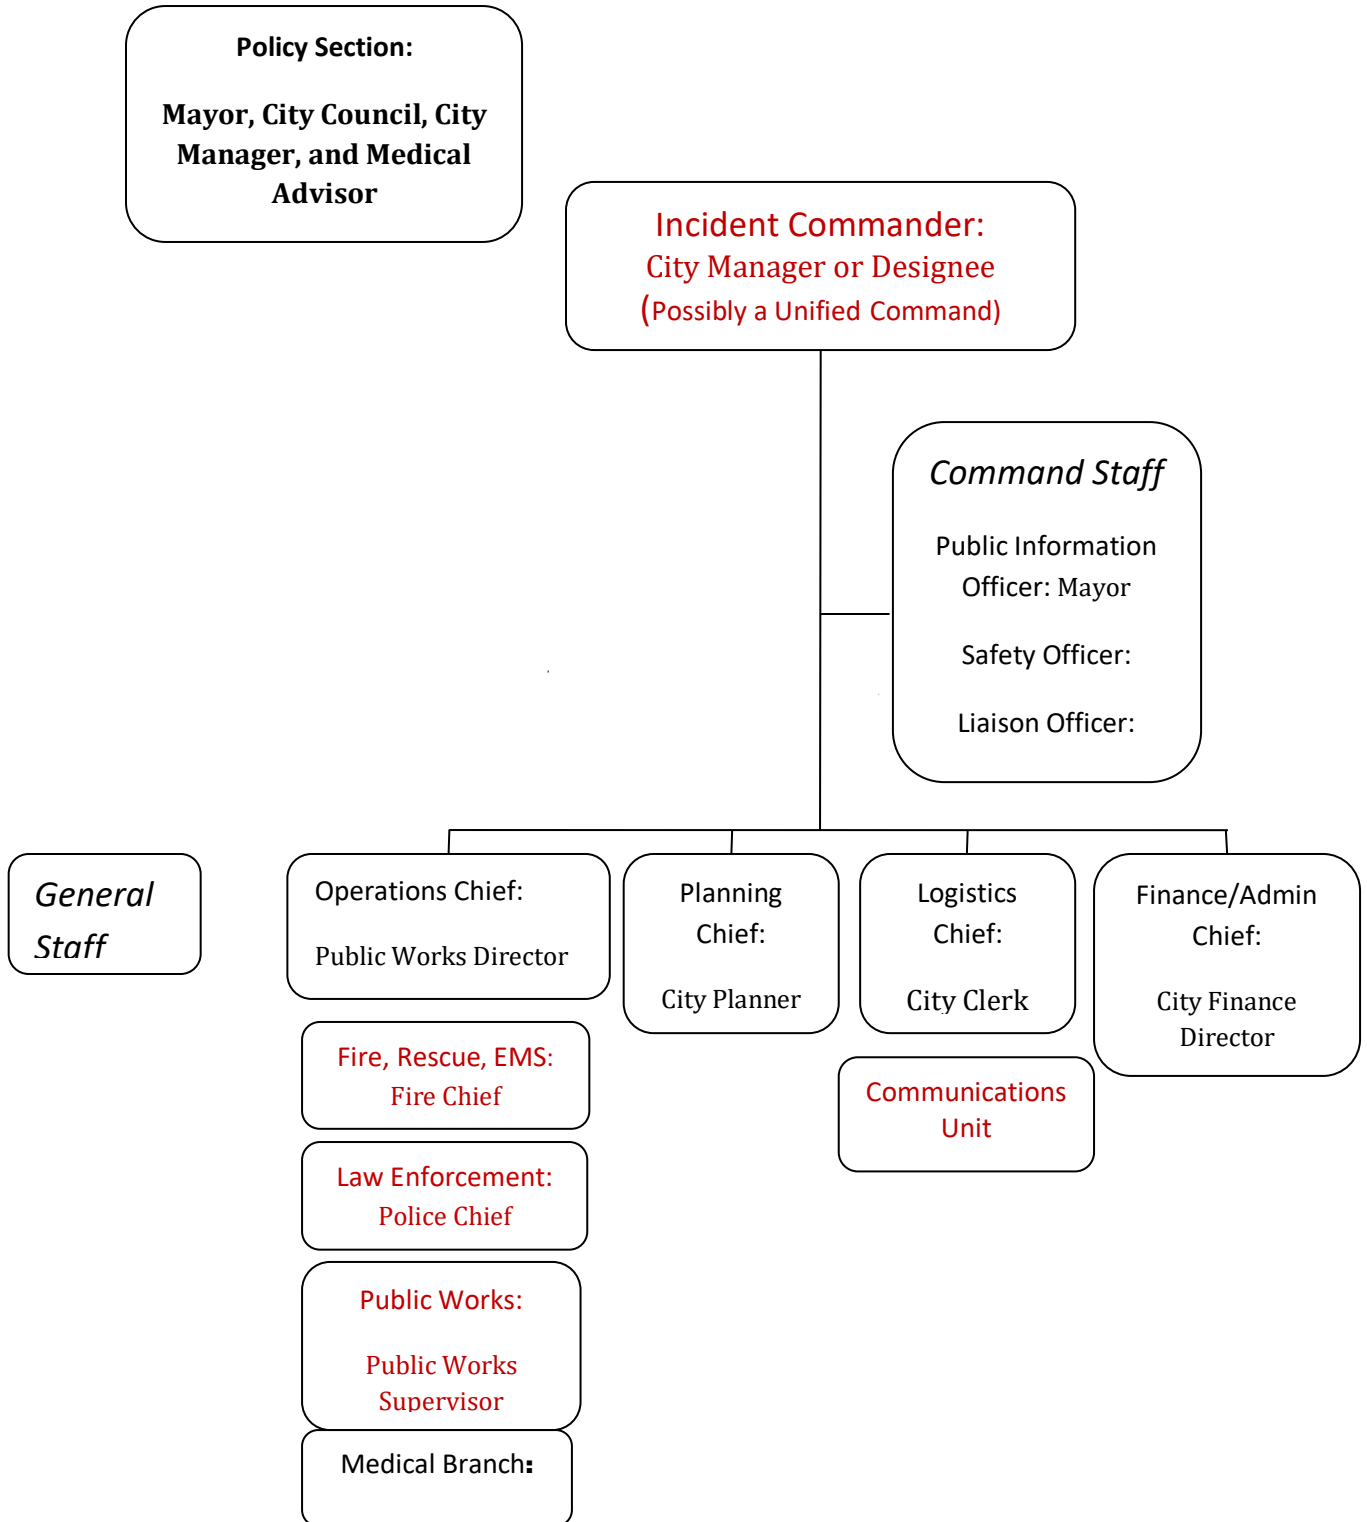 Policy Section:
Mayor, City Council, City
Manager, and Medical
Advisor
Incident Commander:
City Manager or Designee
(Possibly a Unified Command)
Command Staff
Public Information
Officer: Mayor
Safety Officer:
Liaison Officer:
General
Staff
Operations Chief:
Public Works Director
Planning
Chief:
City Planner
Logistics
Chief:
City Clerk
Finance/Admin
Chief:
City Finance
Director
Fire, Rescue, EMS:
Fire Chief
Communications
Unit
Law Enforcement:
Police Chief
Public Works:
Public Works
Supervisor
Medical Branch: